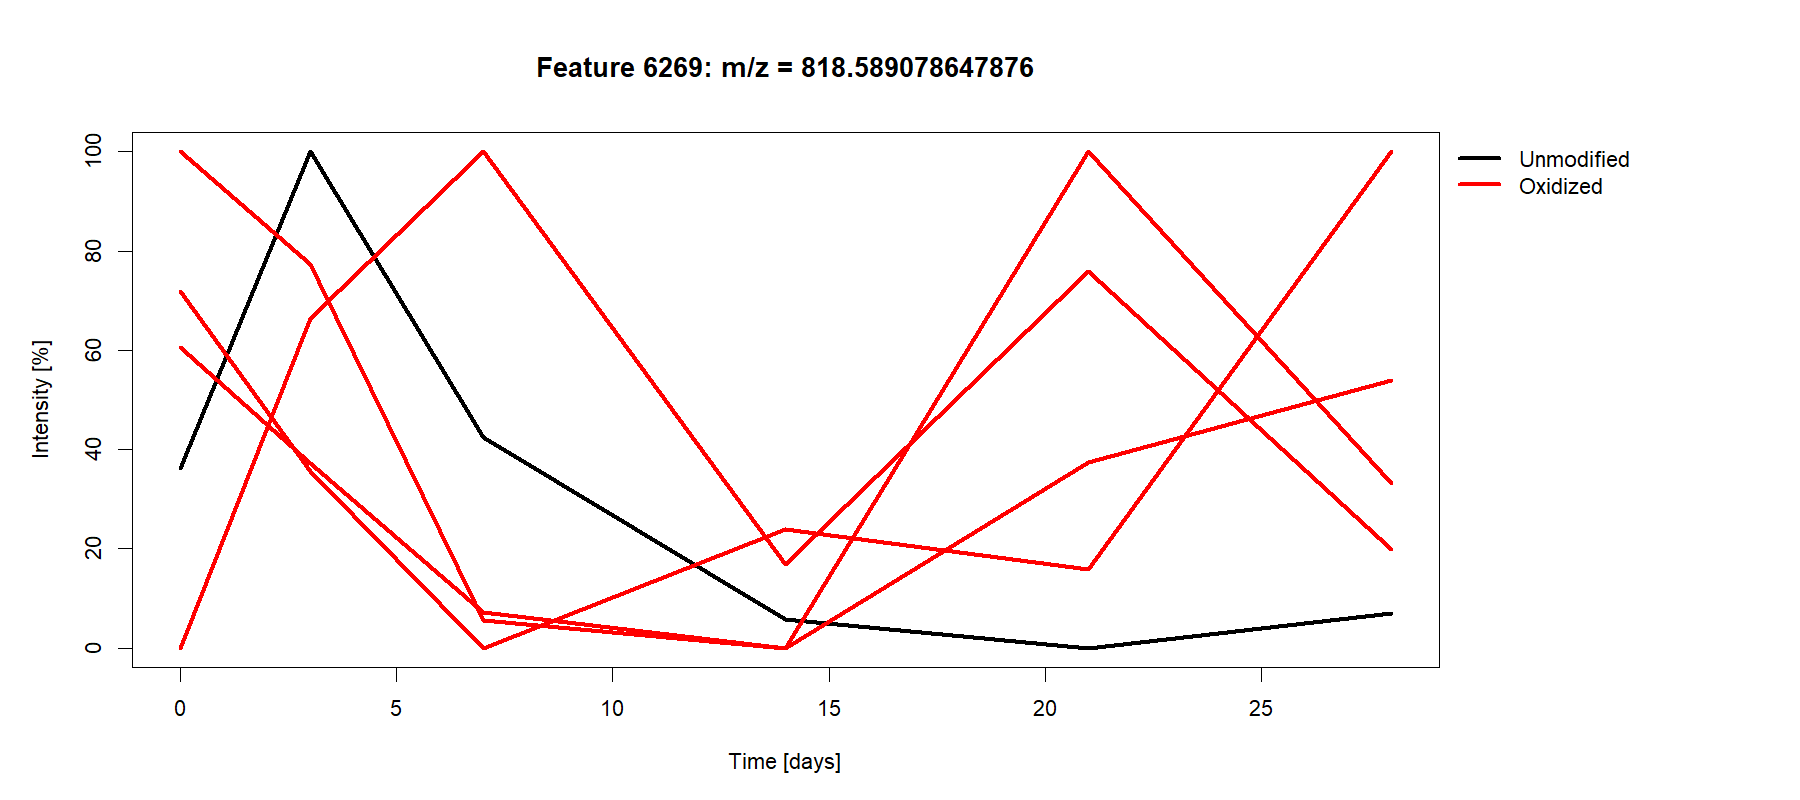 Feature 6269: m/z = 818.589078647876
Unmodified
Oxidized
Intensity [%]
100
80
60
40
20
0
0 5 10 15 20 25
Time [days]